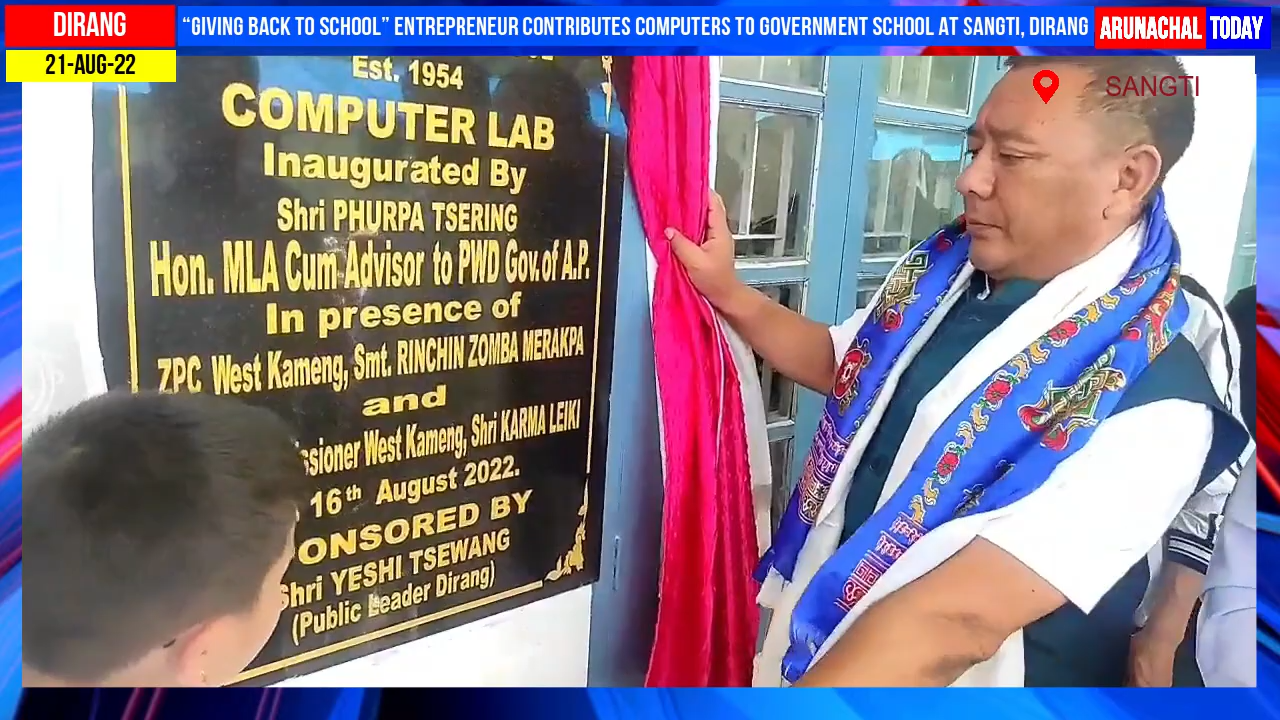 DIRANG
"GIVING BACK TO SCHOOL" ENTREPRENEUR CONTRIBUTES COMPUTERS TO GOVERNMENT SCHOOL AT SANGTI, DIRANG
ARUNACHAL TODAY
21-AUG-22
SANGTI
Est. 1954
COMPUTER LAB
Inaugurated By
Shri PHURPA TSERING
Hon. MLA Cum Advisor to PWD Gov. of A.P.
In presence of
ZPC West Kameng, Smt. RINCHIN ZOMBA MERAKPA
and
ssioner West Kameng, Shri KARMA LEIKI
16th August 2022.
ONSORED BY
Shri YESHI TSEWANG
(Public Leader Dirang)